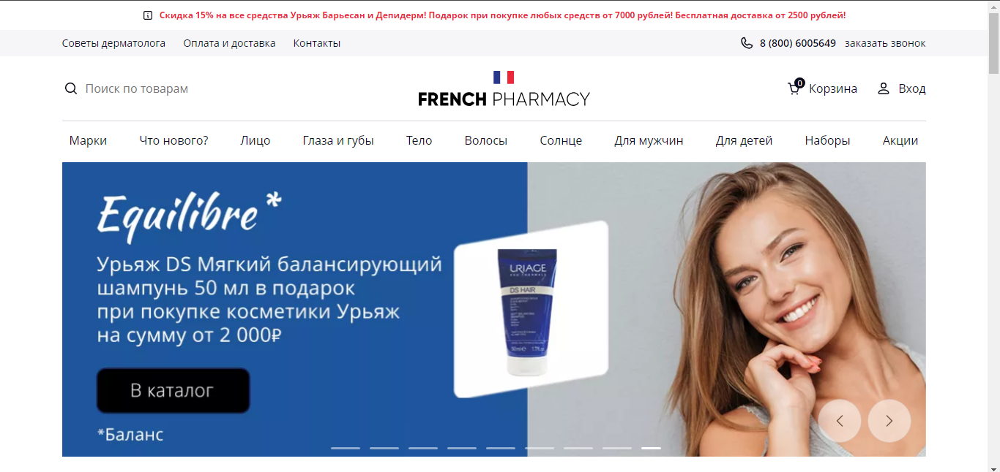 Скидка 15% на все средства Урьяж Барьесан и Депидерм! Подарок при покупке любых средств от 7000 рублей! Бесплатная доставка от 2500 рублей!
Советы дерматолога Оплата и доставка Контакты 8 (800) 6005649 заказать звонок
Поиск по товарам
FRENCH PHARMACY
0 Корзина Вход
Марки Что нового? Лицо Глаза и губы Тело Волосы Солнце Для мужчин Для детей Наборы Акции
Equilibre*
Урьяж DS Мягкий балансирующий
шампунь 50 мл в подарок
при покупке косметики Урьяж
на сумму от 2 000₽
В каталог
*Баланс
URIAGE
EAU THERMALE
DS HAIR